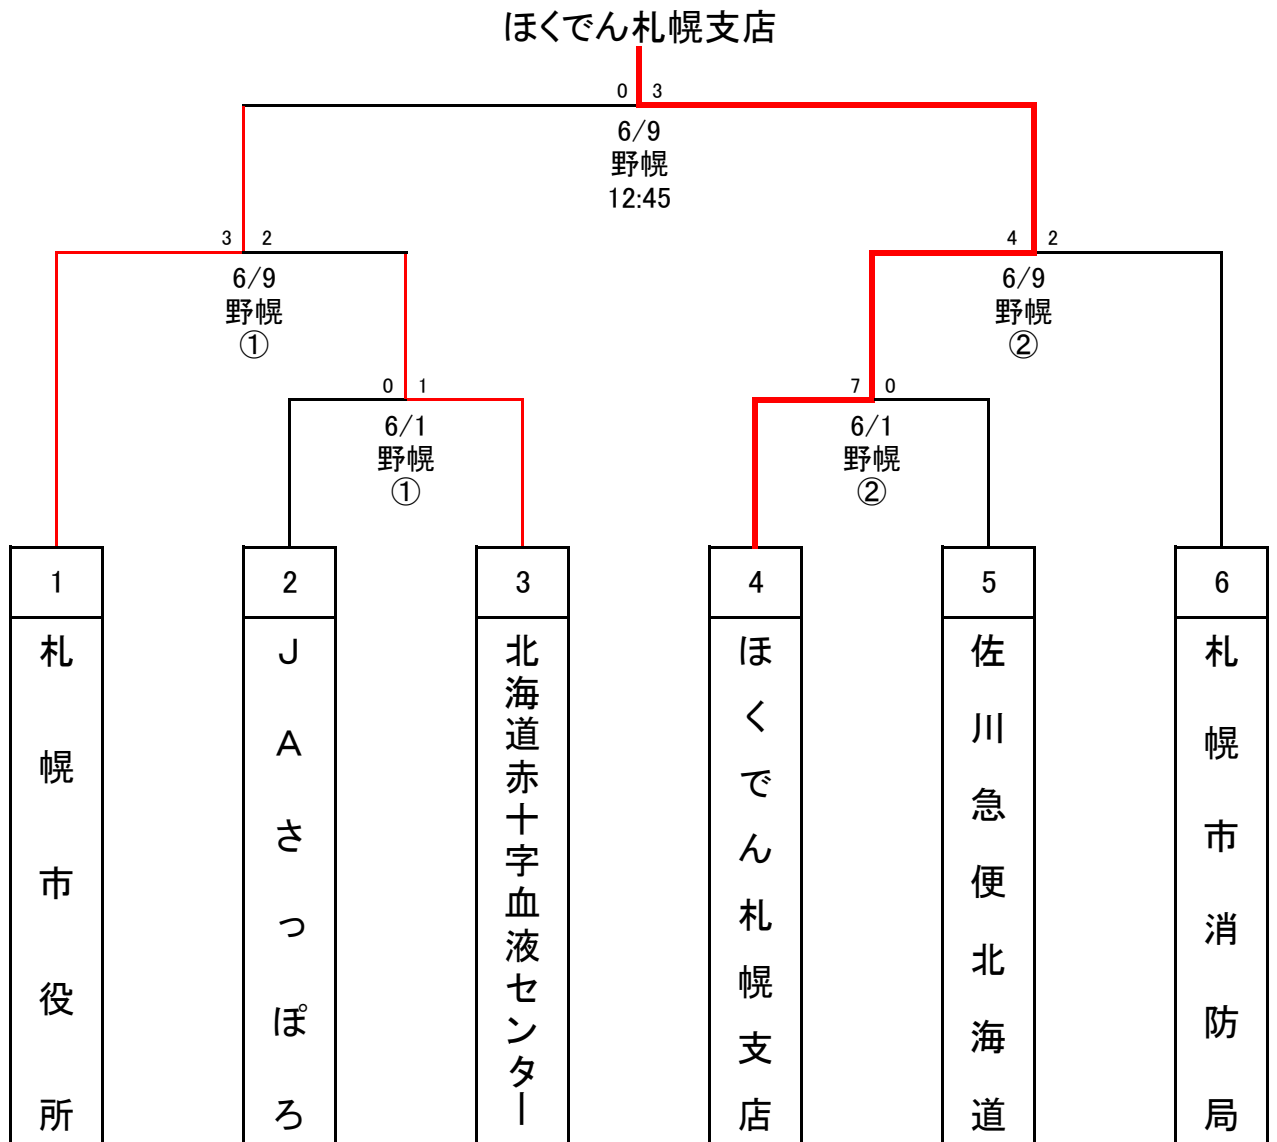 ほくでん札幌支店
0 3
6/9
野幌
12:45
3 2
6/9
野幌
①
4 2
6/9
野幌
②
0 1
6/1
野幌
①
7 0
6/1
野幌
②
1
札幌市役所
2
ＪＡさっぽろ
3
北海道赤十字血液センター
4
ほくでん札幌支店
5
佐川急便北海道
6
札幌市消防局